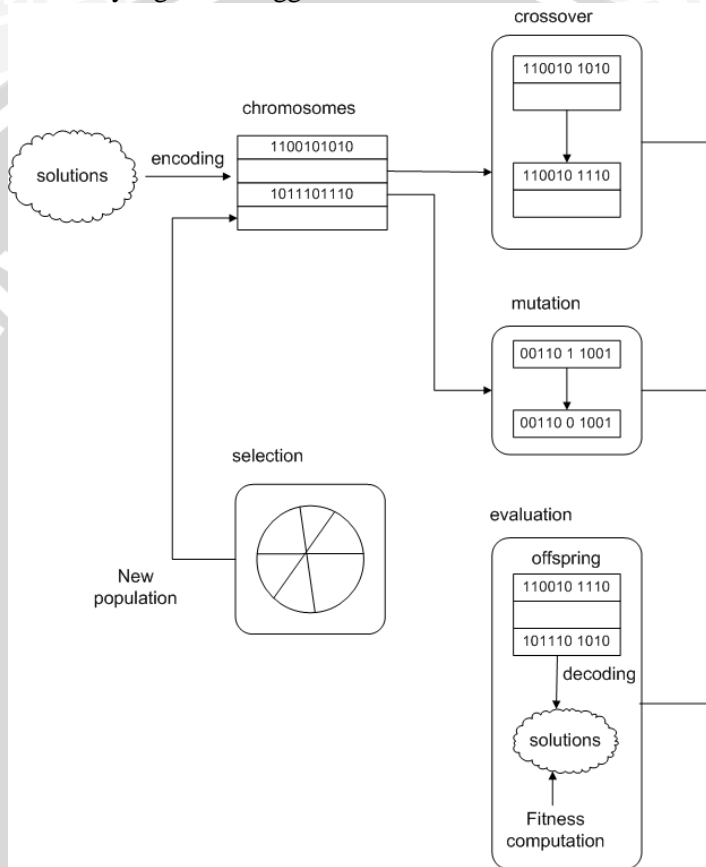 crossover
110010 1010
110010 1110
chromosomes
1100101010
1011101110
encoding
solutions
mutation
00110 1 1001
00110 0 1001
selection
New
population
evaluation
offspring
110010 1110
101110 1010
decoding
solutions
Fitness
computation